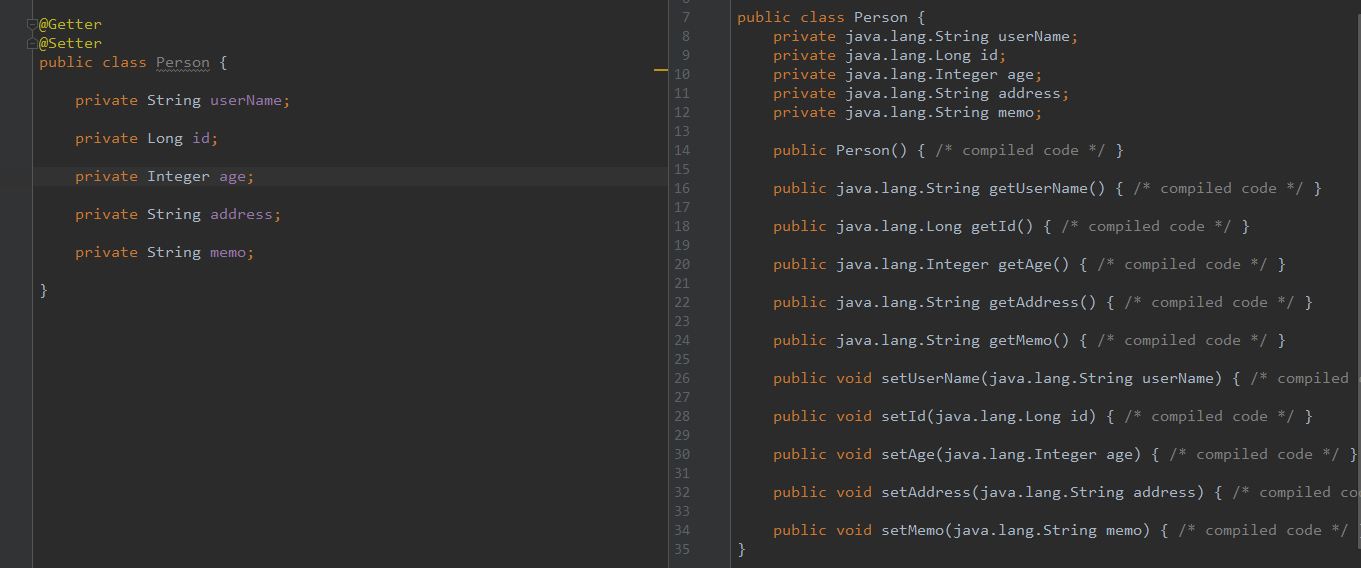 @Getter
@Setter
public class Person {
private String userName;
private Long id;
private Integer age;
private String address;
private String memo;
}
7 public class Person {
8 private java.lang.String userName;
9 private java.lang.Long id;
10 private java.lang.Integer age;
11 private java.lang.String address;
12 private java.lang.String memo;
13
14 public Person() { /* compiled code */ }
15
16 public java.lang.String getUserName() { /* compiled code */ }
17
18 public java.lang.Long getId() { /* compiled code */ }
19
20 public java.lang.Integer getAge() { /* compiled code */ }
21
22 public java.lang.String getAddress() { /* compiled code */ }
23
24 public java.lang.String getMemo() { /* compiled code */ }
25
26 public void setUserName(java.lang.String userName) { /* compiled
27
28 public void setId(java.lang.Long id) { /* compiled code */ }
29
30 public void setAge(java.lang.Integer age) { /* compiled code */ }
31
32 public void setAddress(java.lang.String address) { /* compiled co
33
34 public void setMemo(java.lang.String memo) { /* compiled code */
35 }